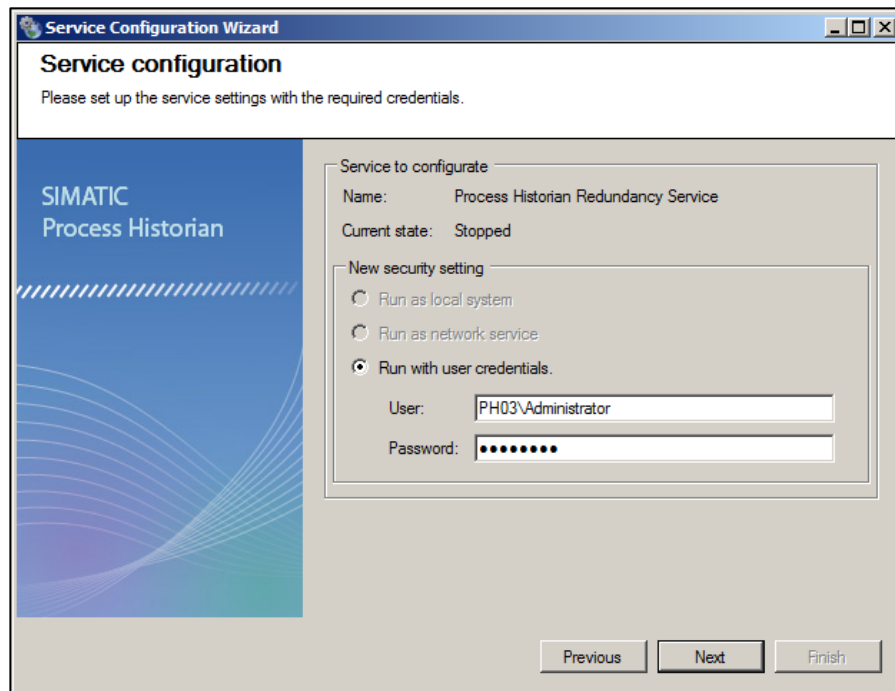 Service Configuration Wizard
Service configuration
Please set up the service settings with the required credentials.
SIMATIC
Process Historian
Service to configurate
Name: Process Historian Redundancy Service
Current state: Stopped
New security setting
Run as local system
Run as network service
Run with user credentials.
User: PH03\Administrator
Password: ●●●●●●●●
Previous Next Finish